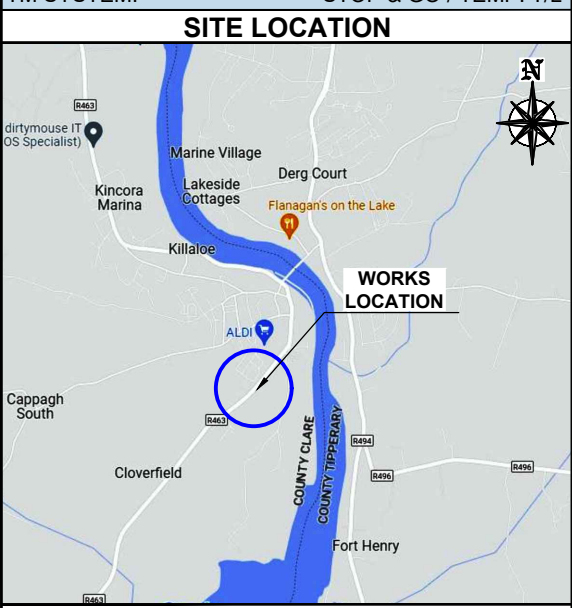 SITE LOCATION
N
R463
dirtymouse IT
OS Specialist)
Marine Village
Derg Court
Kincora
Marina
Lakeside
Cottages
Flanagan's on the Lake
Killaloe
WORKS
LOCATION
ALDI
Cappagh
South
R463
COUNTY CLARE
COUNTY TIPPERARY
R494
R496
R496
Cloverfield
Fort Henry
R463